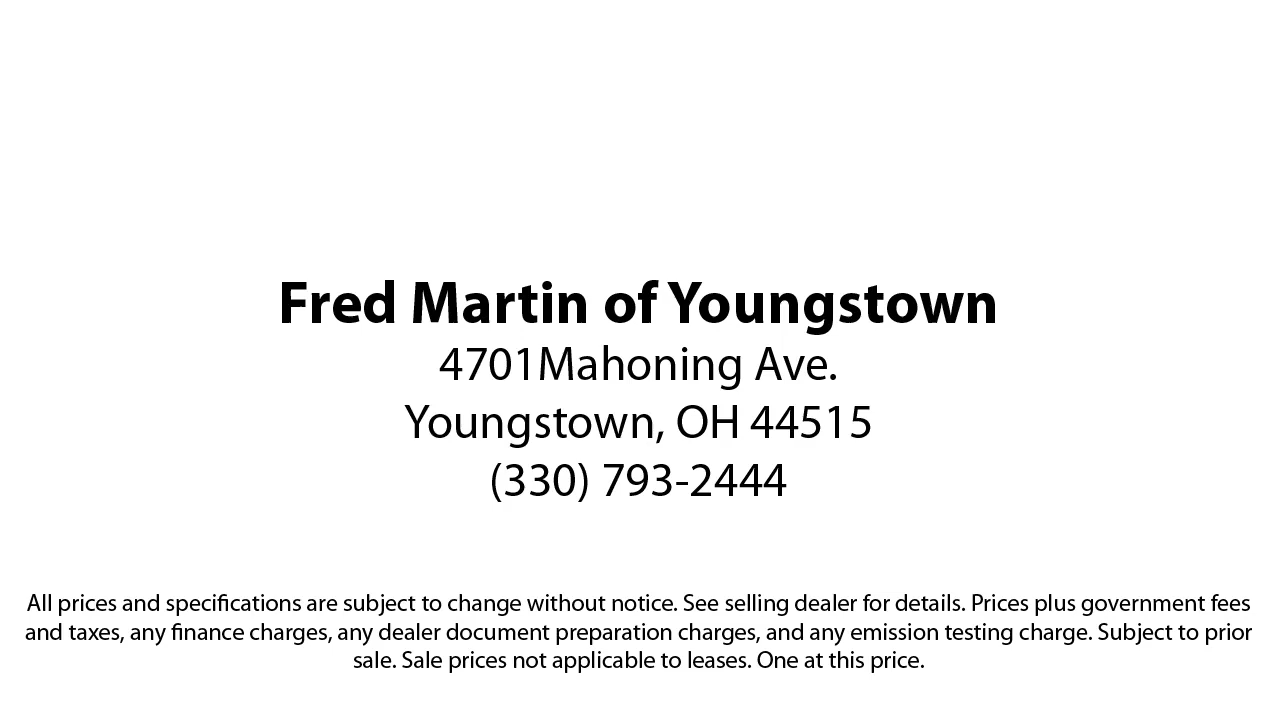 Fred Martin of Youngstown
4701Mahoning Ave.
Youngstown, OH 44515
(330) 793-2444
All prices and specifications are subject to change without notice. See selling dealer for details. Prices plus government fees
and taxes, any finance charges, any dealer document preparation charges, and any emission testing charge. Subject to prior
sale. Sale prices not applicable to leases. One at this price.